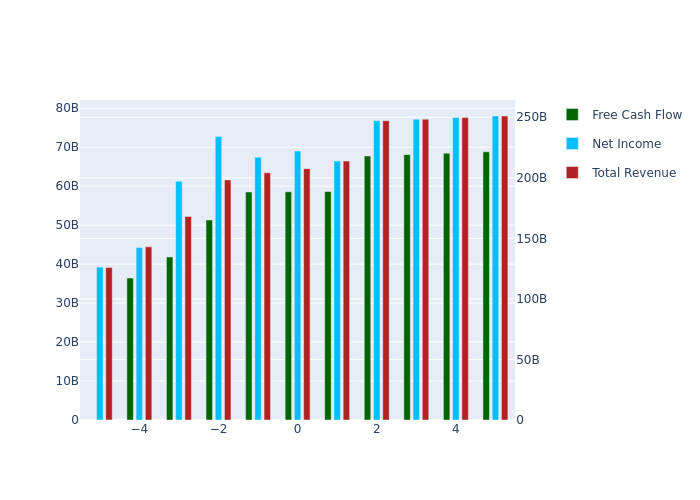 80B
70B
60B
50B
40B
30B
20B
10B
0
250B
200B
150B
100B
50B
0
−4
−2
0
2
4
Free Cash Flow
Net Income
Total Revenue